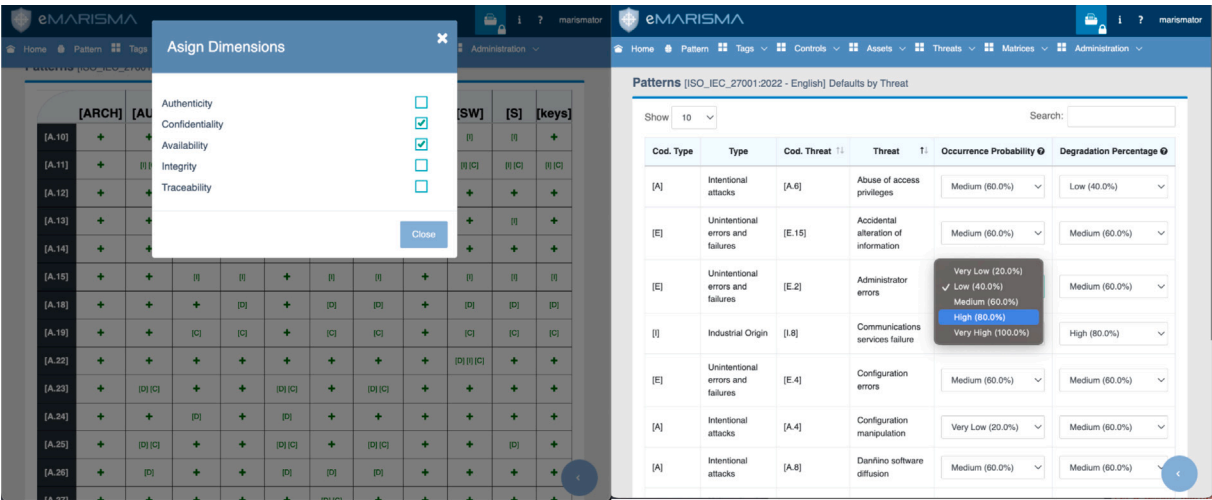 eMARISMA
i ? marismator
Home Pattern Tags Administration
Patterns [ISO_IEC_27001
Asign Dimensions ×
Authenticity
Confidentiality
Availability
Integrity
Traceability
Close
[ARCH] [AU [SW] [S] [keys]
[A.10] + + [I] [I] +
[A.11] + [I] [I] [C] [I] [C] [I] [C]
[A.12] + + + + +
[A.13] + + + [I] +
[A.14] + + + + +
[A.15] + + [I] [I] + [I] [I] + [I] [I] [I]
[A.18] + + + [D] + [D] [D] + [D] [D] [D]
[A.19] + + [C] + [C] [C] + [C] [C] [C]
[A.22] + + + + + + + + [D] [I] [C] + +
[A.23] + [D] [C] + + [D] [C] + [D] [C] + + + +
[A.24] + + [D] + [D] + + + + + +
[A.25] + [D] [C] + + [D] [C] + [D] [C] + + [D] +
[A.26] + [D] + + [D] [D] [D] + + + +
[A.27]
eMARISMA
i ? marismator
Home Pattern Tags Controls Assets Threats Matrices Administration
Patterns [ISO_IEC_27001:2022 - English] Defaults by Threat
Show 10 Search:
Cod. Type Type Cod. Threat Threat Occurrence Probability Degradation Percentage
[A] Intentional attacks [A.6] Abuse of access privileges Medium (60.0%) Low (40.0%)
[E] Unintentional errors and failures [E.15] Accidental alteration of information Medium (60.0%) Medium (60.0%)
[E] Unintentional errors and failures [E.2] Administrator errors Medium (60.0%)
Very Low (20.0%)
✓ Low (40.0%)
Medium (60.0%)
High (80.0%)
Very High (100.0%)
[I] Industrial Origin [I.8] Communications services failure High (80.0%)
[E] Unintentional errors and failures [E.4] Configuration errors Medium (60.0%) Medium (60.0%)
[A] Intentional attacks [A.4] Configuration manipulation Very Low (20.0%) Medium (60.0%)
[A] Intentional attacks [A.8] Danñino software diffusion Medium (60.0%) Medium (60.0%)